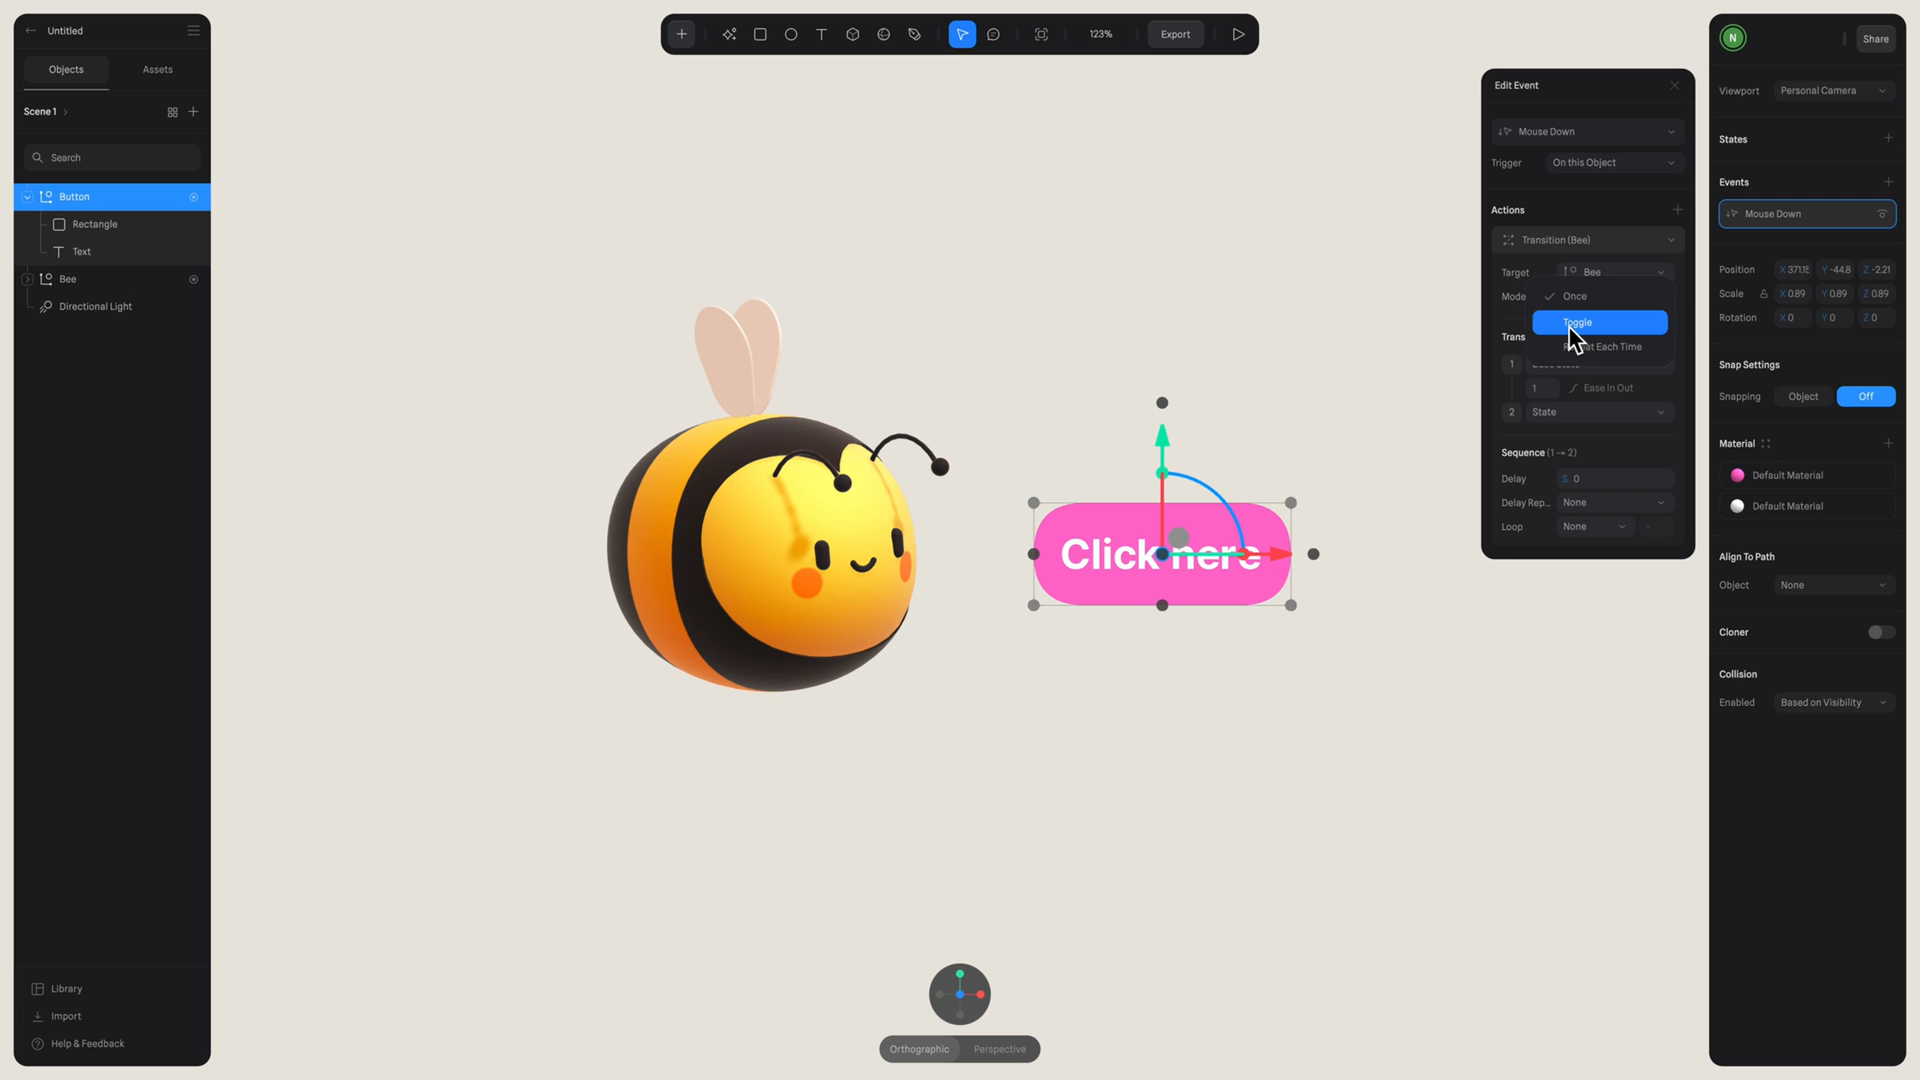 Untitled
Objects
Assets
Scene 1
Search
Button
Rectangle
Text
Bee
Directional Light
Library
Import
Help & Feedback
123%
Export
Click here
Orthographic
Perspective
Edit Event
Mouse Down
Trigger
On this Object
Actions
Transition (Bee)
Target
Bee
Mode
Once
Toggle
Each Time
Trans
1
1
Ease In Out
2
State
Sequence (1 → 2)
Delay
S 0
Delay Rep...
None
Loop
None
-
N
Share
Viewport
Personal Camera
States
Events
Mouse Down
Position
X 371.15
Y -44.8
Z -2.21
Scale
X 0.89
Y 0.89
Z 0.89
Rotation
X 0
Y 0
Z 0
Snap Settings
Snapping
Object
Off
Material
Default Material
Default Material
Align To Path
Object
None
Cloner
Collision
Enabled
Based on Visibility